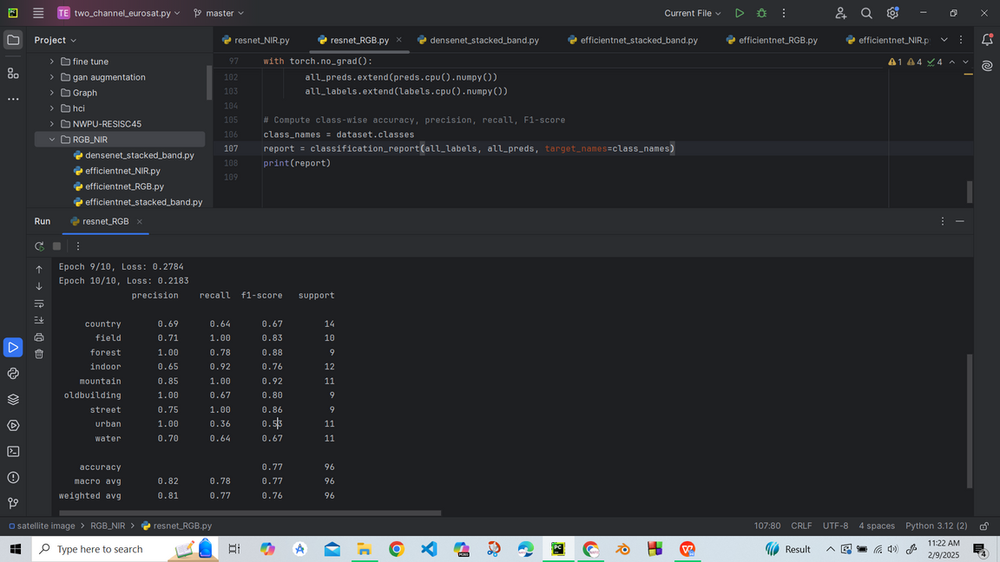 PC TE two_channel_eurosat.py master Current File
Project
resnet_NIR.py resnet_RGB.py densenet_stacked_band.py efficientnet_stacked_band.py efficientnet_RGB.py efficientnet_NIR.p
fine tune
gan augmentation
Graph
hci
NWPU-RESISC45
RGB_NIR
densenet_stacked_band.py
efficientnet_NIR.py
efficientnet_RGB.py
efficientnet_stacked_band.py
97 with torch.no_grad(): 1 4 4
102 all_preds.extend(preds.cpu().numpy())
103 all_labels.extend(labels.cpu().numpy())
104
105 # Compute class-wise accuracy, precision, recall, F1-score
106 class_names = dataset.classes
107 report = classification_report(all_labels, all_preds, target_names=class_names)
108 print(report)
109
Run resnet_RGB
Epoch 9/10, Loss: 0.2784
Epoch 10/10, Loss: 0.2183
precision recall f1-score support
country 0.69 0.64 0.67 14
field 0.71 1.00 0.83 10
forest 1.00 0.78 0.88 9
indoor 0.65 0.92 0.76 12
mountain 0.85 1.00 0.92 11
oldbuilding 1.00 0.67 0.80 9
street 0.75 1.00 0.86 9
urban 1.00 0.36 0.53 11
water 0.70 0.64 0.67 11
accuracy 0.77 96
macro avg 0.82 0.78 0.77 96
weighted avg 0.81 0.77 0.76 96
satellite image > RGB_NIR > resnet_RGB.py 107:80 CRLF UTF-8 4 spaces Python 3.12 (2)
Type here to search Result 11:22 AM
2/9/2025 4